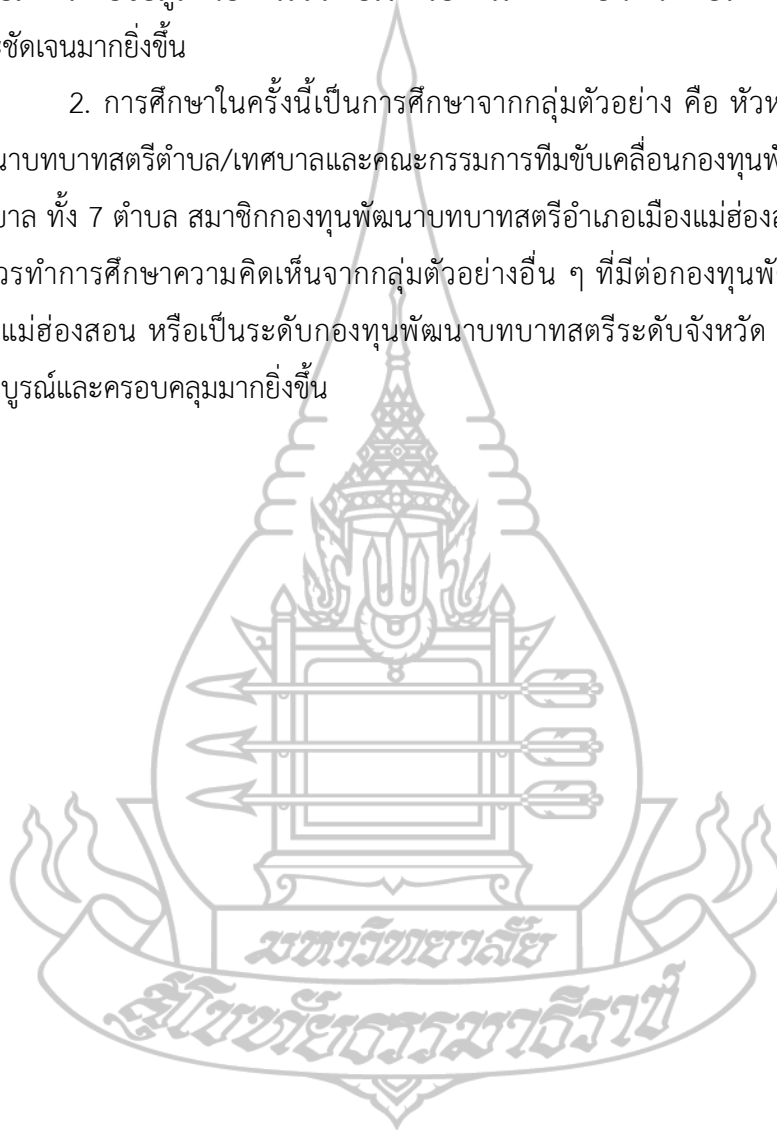 ะชัดเจนมากยิ่งขึ้น
2. การศึกษาในครั้งนี้เป็นการศึกษาจากกลุ่มตัวอย่าง คือ
นาบทบาทสตรีตำบล/เทศบาลและคณะกรรมการทีมขับเคลื่อนกองทุน
บาล ทั้ง 7 ตำบล สมาชิกกองทุนพัฒนาบทบาทสตรีอำเภอเมืองแม่ฮ่อง
วรทำการศึกษาความคิดเห็นจากกลุ่มตัวอย่างอื่น ๆ ที่มีต่อกองทุน
แม่ฮ่องสอน หรือเป็นระดับกองทุนพัฒนาบทบาทสตรีระดับจังหวัด
บูรณ์และครอบคลุมมากยิ่งขึ้น
มหาวิทยาลัย
สุโขทัยธรรมาธิราช